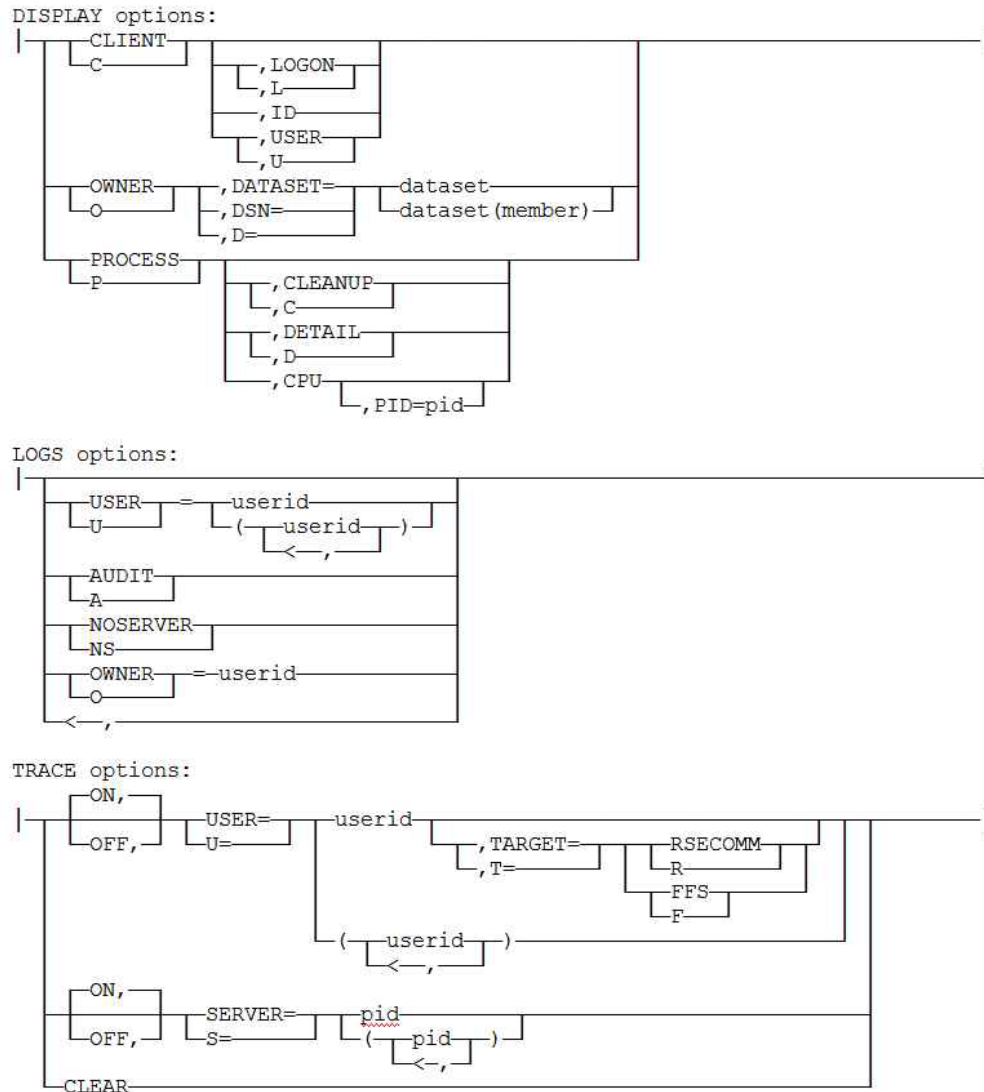 DISPLAY options:
CLIENT
C
,LOGON
,L
,ID
,USER
,U
OWNER ,DATASET= dataset
O ,DSN= dataset(member)
,D=
PROCESS
P
,CLEANUP
,C
,DETAIL
,D
,CPU
,PID=pid
LOGS options:
USER = userid
U ( userid )
< ,
AUDIT
A
NOSERVER
NS
OWNER = userid
O
< ,
TRACE options:
ON,
USER= userid
OFF, U= ,TARGET= RSECOMM
,T= R
FFS
F
( userid )
< ,
ON,
SERVER= pid
OFF, S= ( pid )
< ,
CLEAR